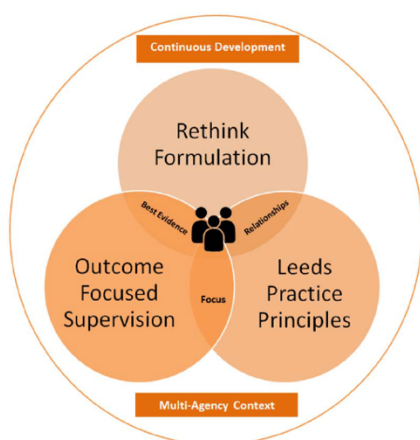 Continuous Development
Rethink
Formulation
Best Evidence
Relationships
Outcome
Focused
Supervision
Focus
Leeds
Practice
Principles
Multi-Agency Context